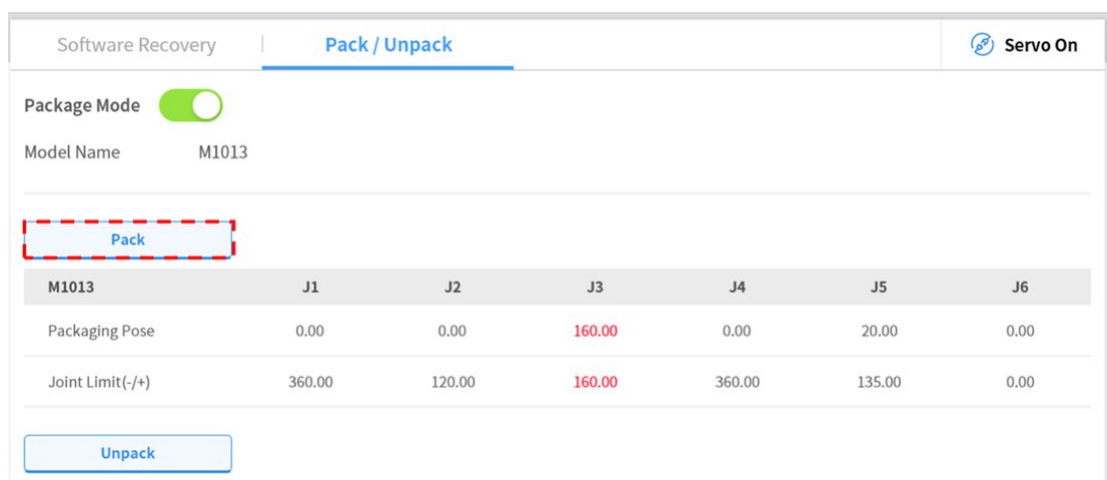 Software Recovery Pack / Unpack Servo On
Package Mode
Model Name M1013
Pack
M1013 J1 J2 J3 J4 J5 J6
Packaging Pose 0.00 0.00 160.00 0.00 20.00 0.00
Joint Limit(-/+) 360.00 120.00 160.00 360.00 135.00 0.00
Unpack